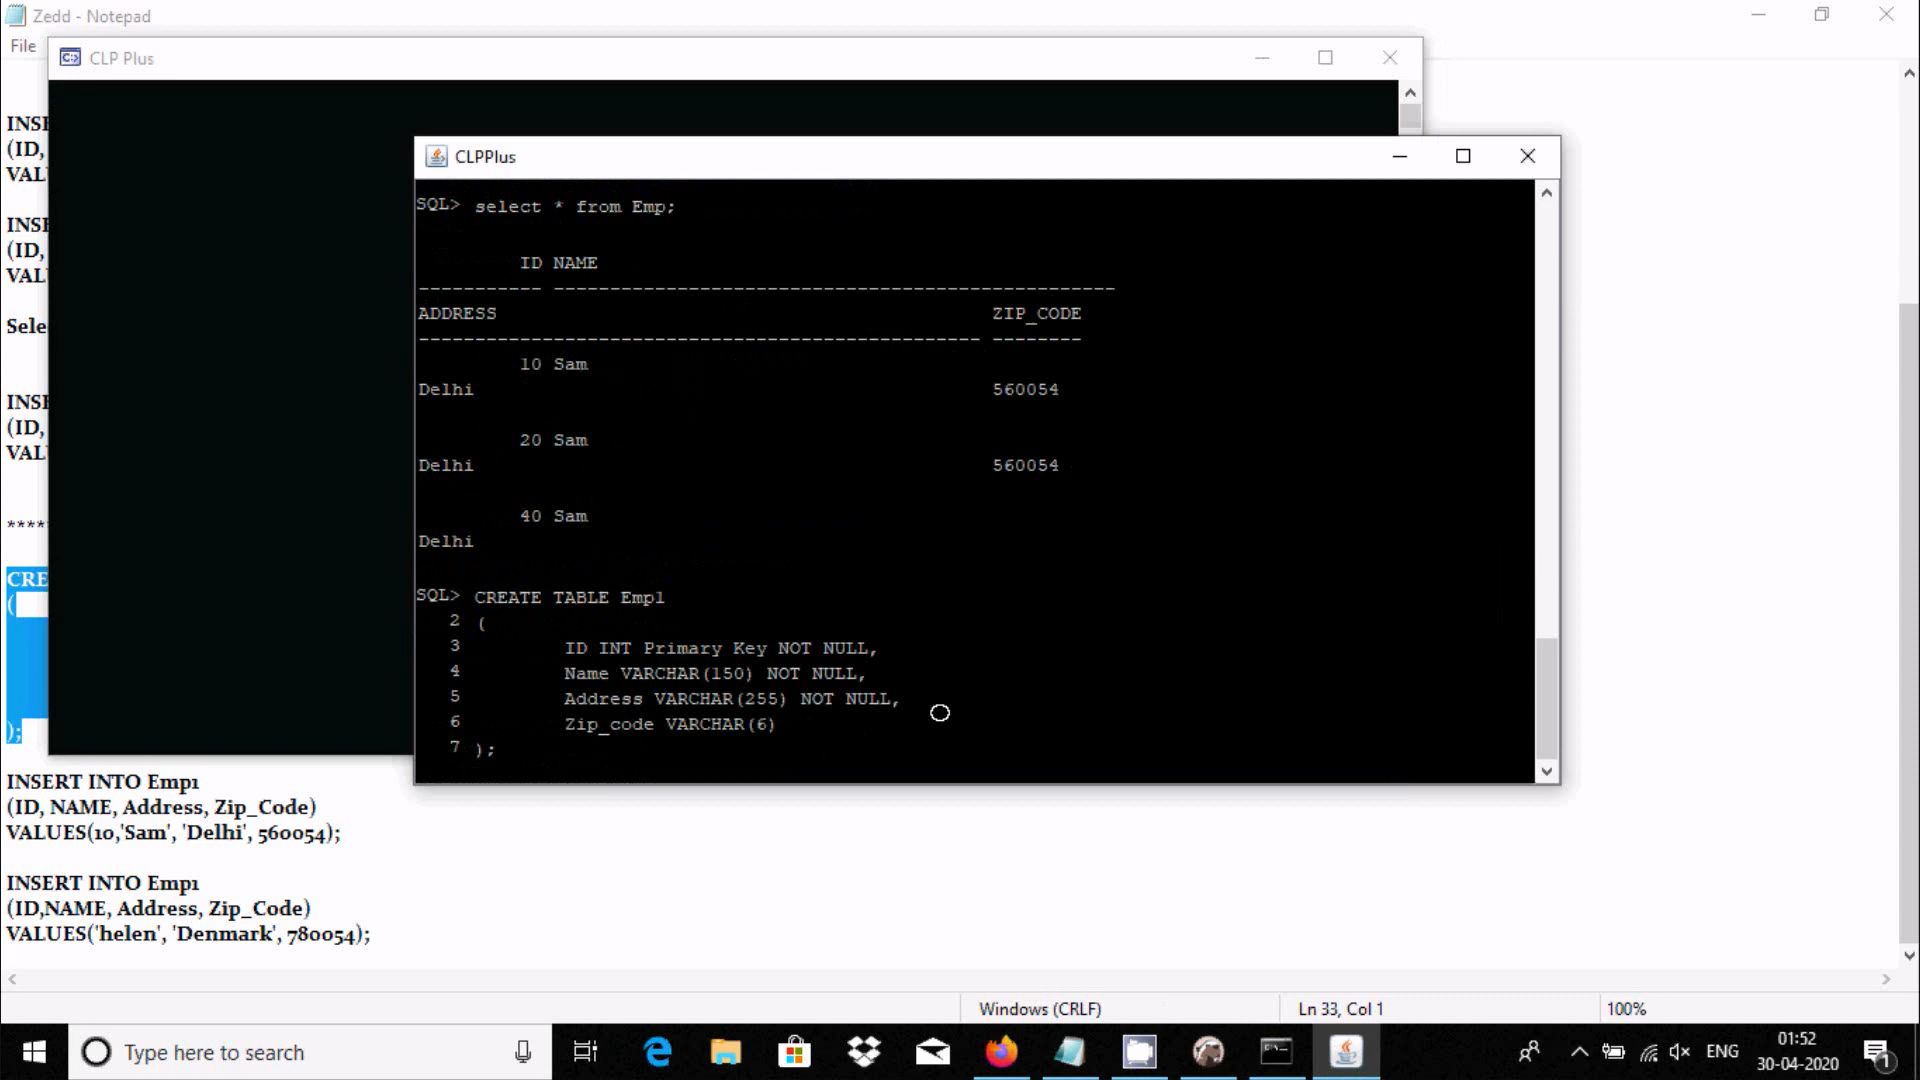 Zedd - Notepad
File
CLP Plus
INSE
(ID,
VAL
INSE
(ID,
VAL
Sele
INSE
(ID,
VAL
****
CRE
(
);
CLPPlus
SQL> select * from Emp;
ID NAME
----------- --------------------------------------------------
ADDRESS ZIP_CODE
-------------------------------------------------- --------
10 Sam
Delhi 560054
20 Sam
Delhi 560054
40 Sam
Delhi
SQL> CREATE TABLE Emp1
2 (
3 ID INT Primary Key NOT NULL,
4 Name VARCHAR(150) NOT NULL,
5 Address VARCHAR(255) NOT NULL,
6 Zip_code VARCHAR(6)
7 );
INSERT INTO Emp1
(ID, NAME, Address, Zip_Code)
VALUES(10,'Sam', 'Delhi', 560054);
INSERT INTO Emp1
(ID,NAME, Address, Zip_Code)
VALUES('helen', 'Denmark', 780054);
Windows (CRLF)
Ln 33, Col 1
100%
Type here to search
ENG
01:52
30-04-2020
1